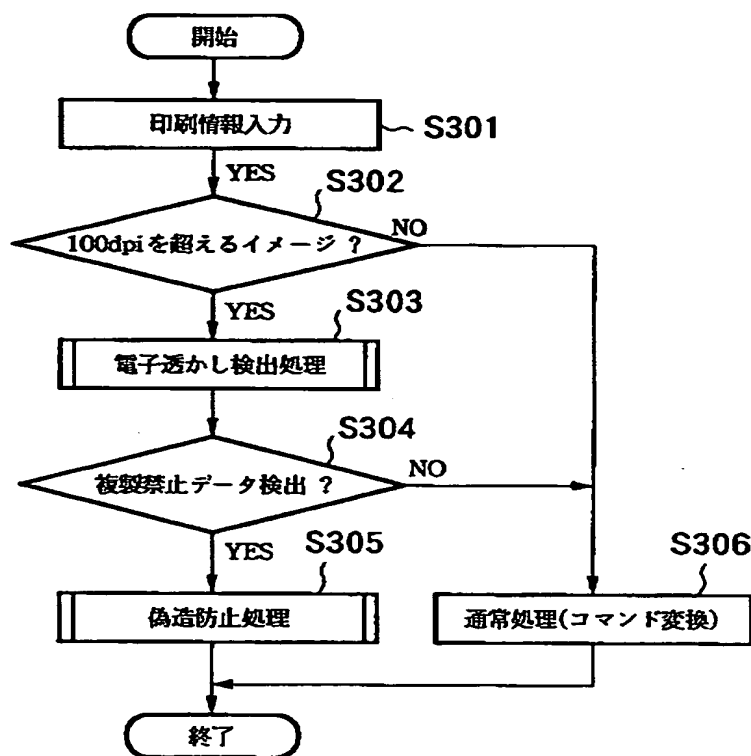 開始
印刷情報入力
S301
YES
S302
100dpiを超えるイメージ ?
NO
YES
S303
電子透かし検出処理
S304
複製禁止データ検出 ?
NO
YES
S305
偽造防止処理
S306
通常処理(コマンド変換)
終了